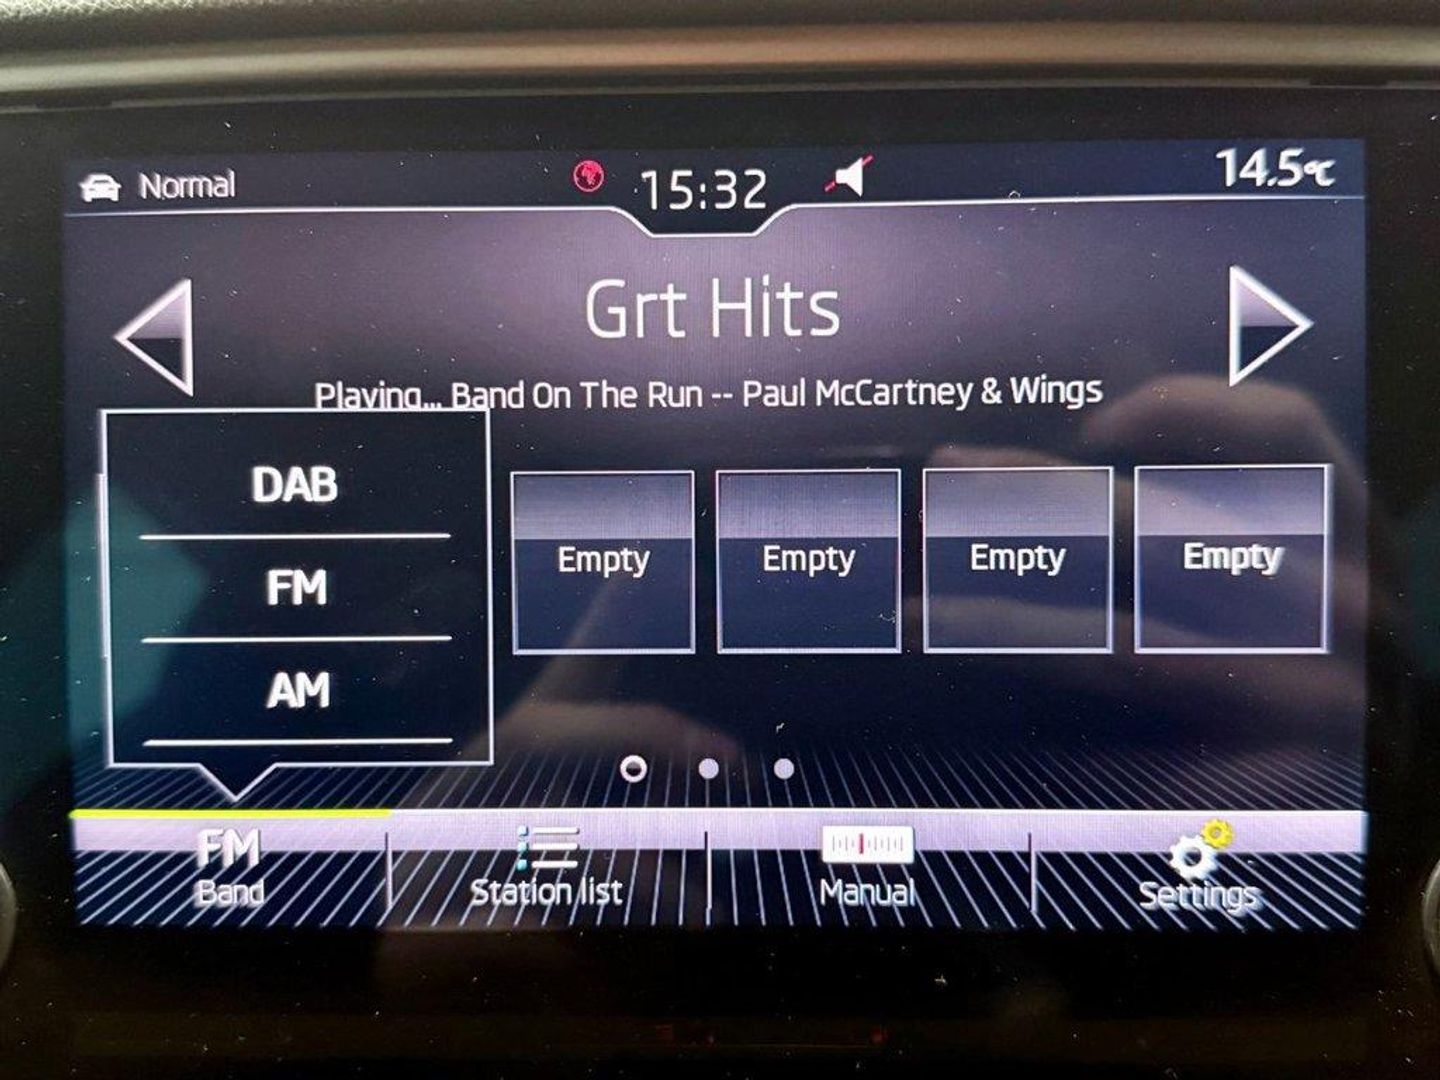 Normal
15:32
14.5°C
Grt Hits
Playing... Band On The Run -- Paul McCartney & Wings
DAB
FM
AM
Empty
Empty
Empty
Empty
FM
Band
Station list
Manual
Settings